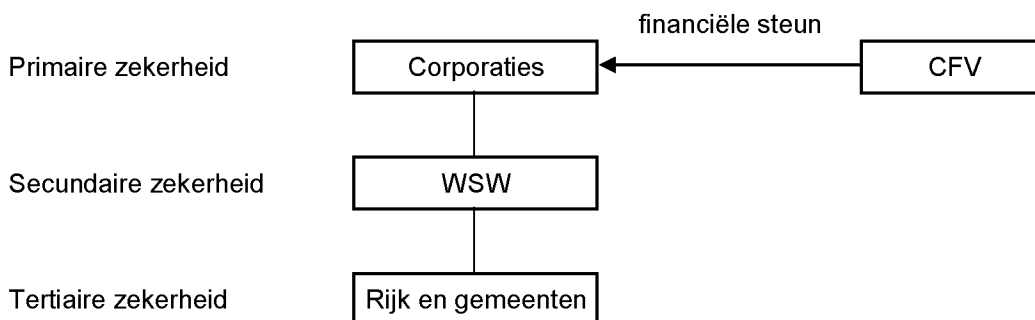 financiële steun
Primaire zekerheid
Corporaties
CFV
Secundaire zekerheid
WSW
Tertiaire zekerheid
Rijk en gemeenten